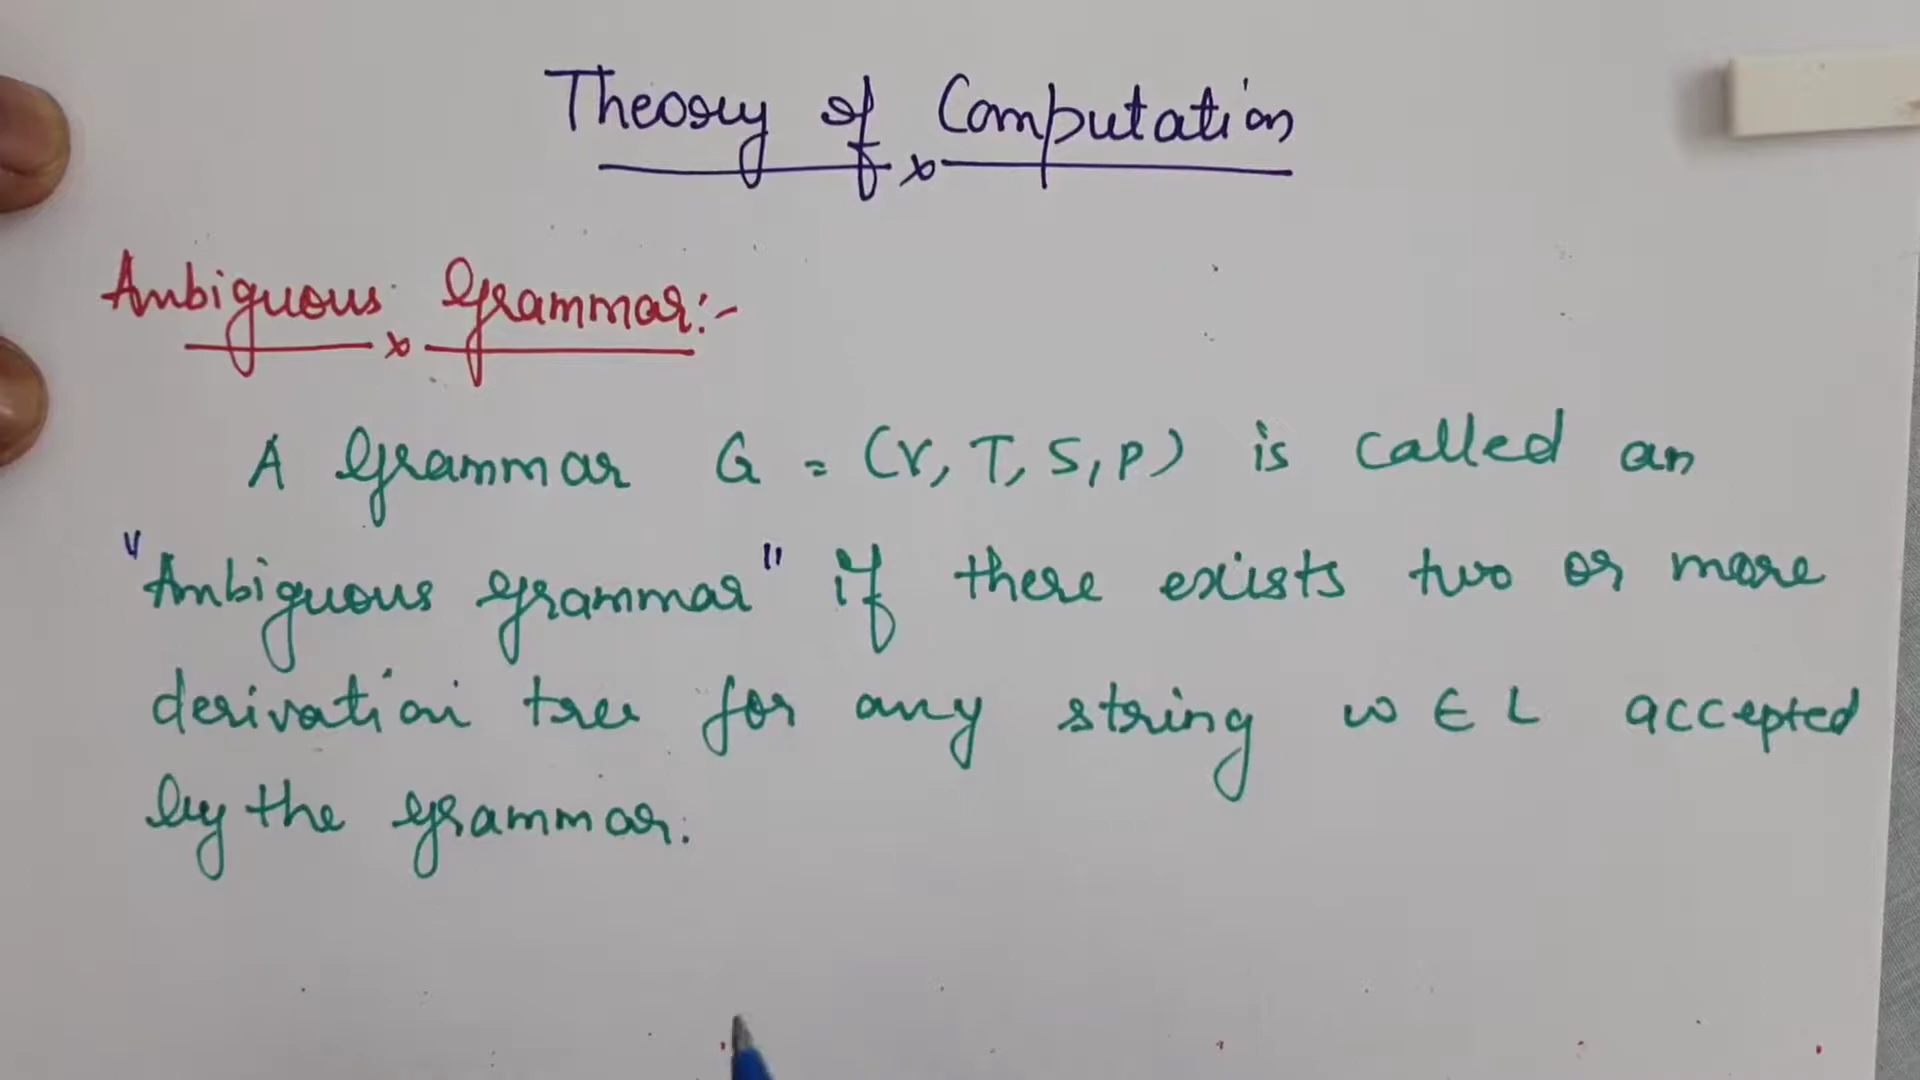 Theory of Computation
Ambiguous Grammar:-
A Grammar G = (V, T, S, P) is called an
"Ambiguous grammar" if there exists two or more
derivation tree for any string w ∈ L accepted
by the grammar.